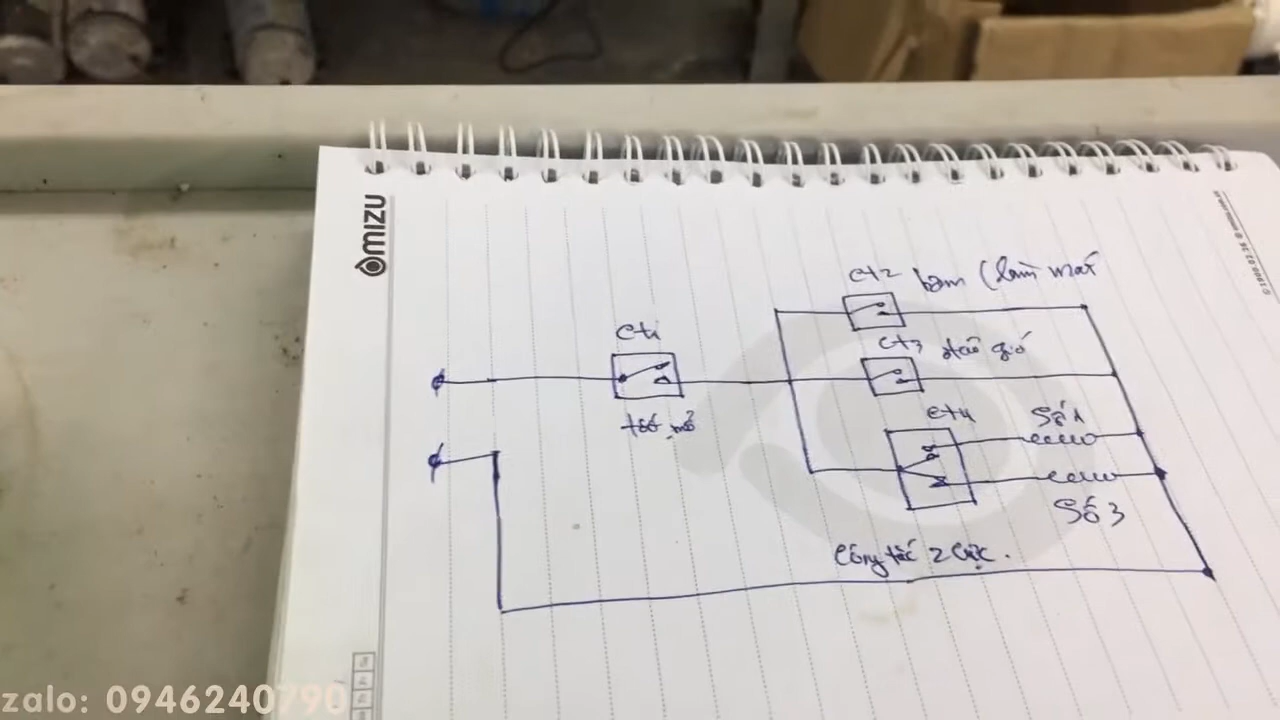 MIZU
ct2 bơm (làm mát
ct1
ct3 đảo gió
tắt mở
ct4
Số 1
Số 3
Công tắc 2 cực.
zalo: 0946240790